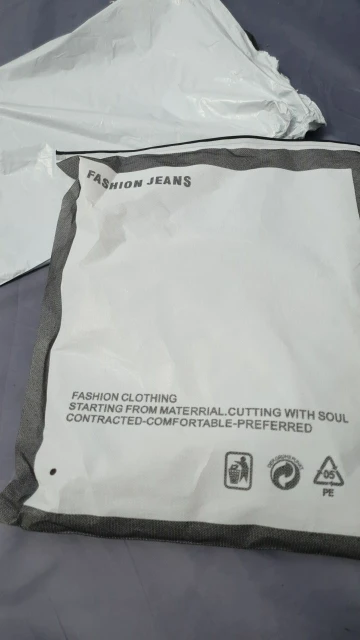 FASHION JEANS
FASHION CLOTHING
STARTING FROM MATERRIAL.CUTTING WITH SOUL
CONTRACTED-COMFORTABLE-PREFERRED
05
PE